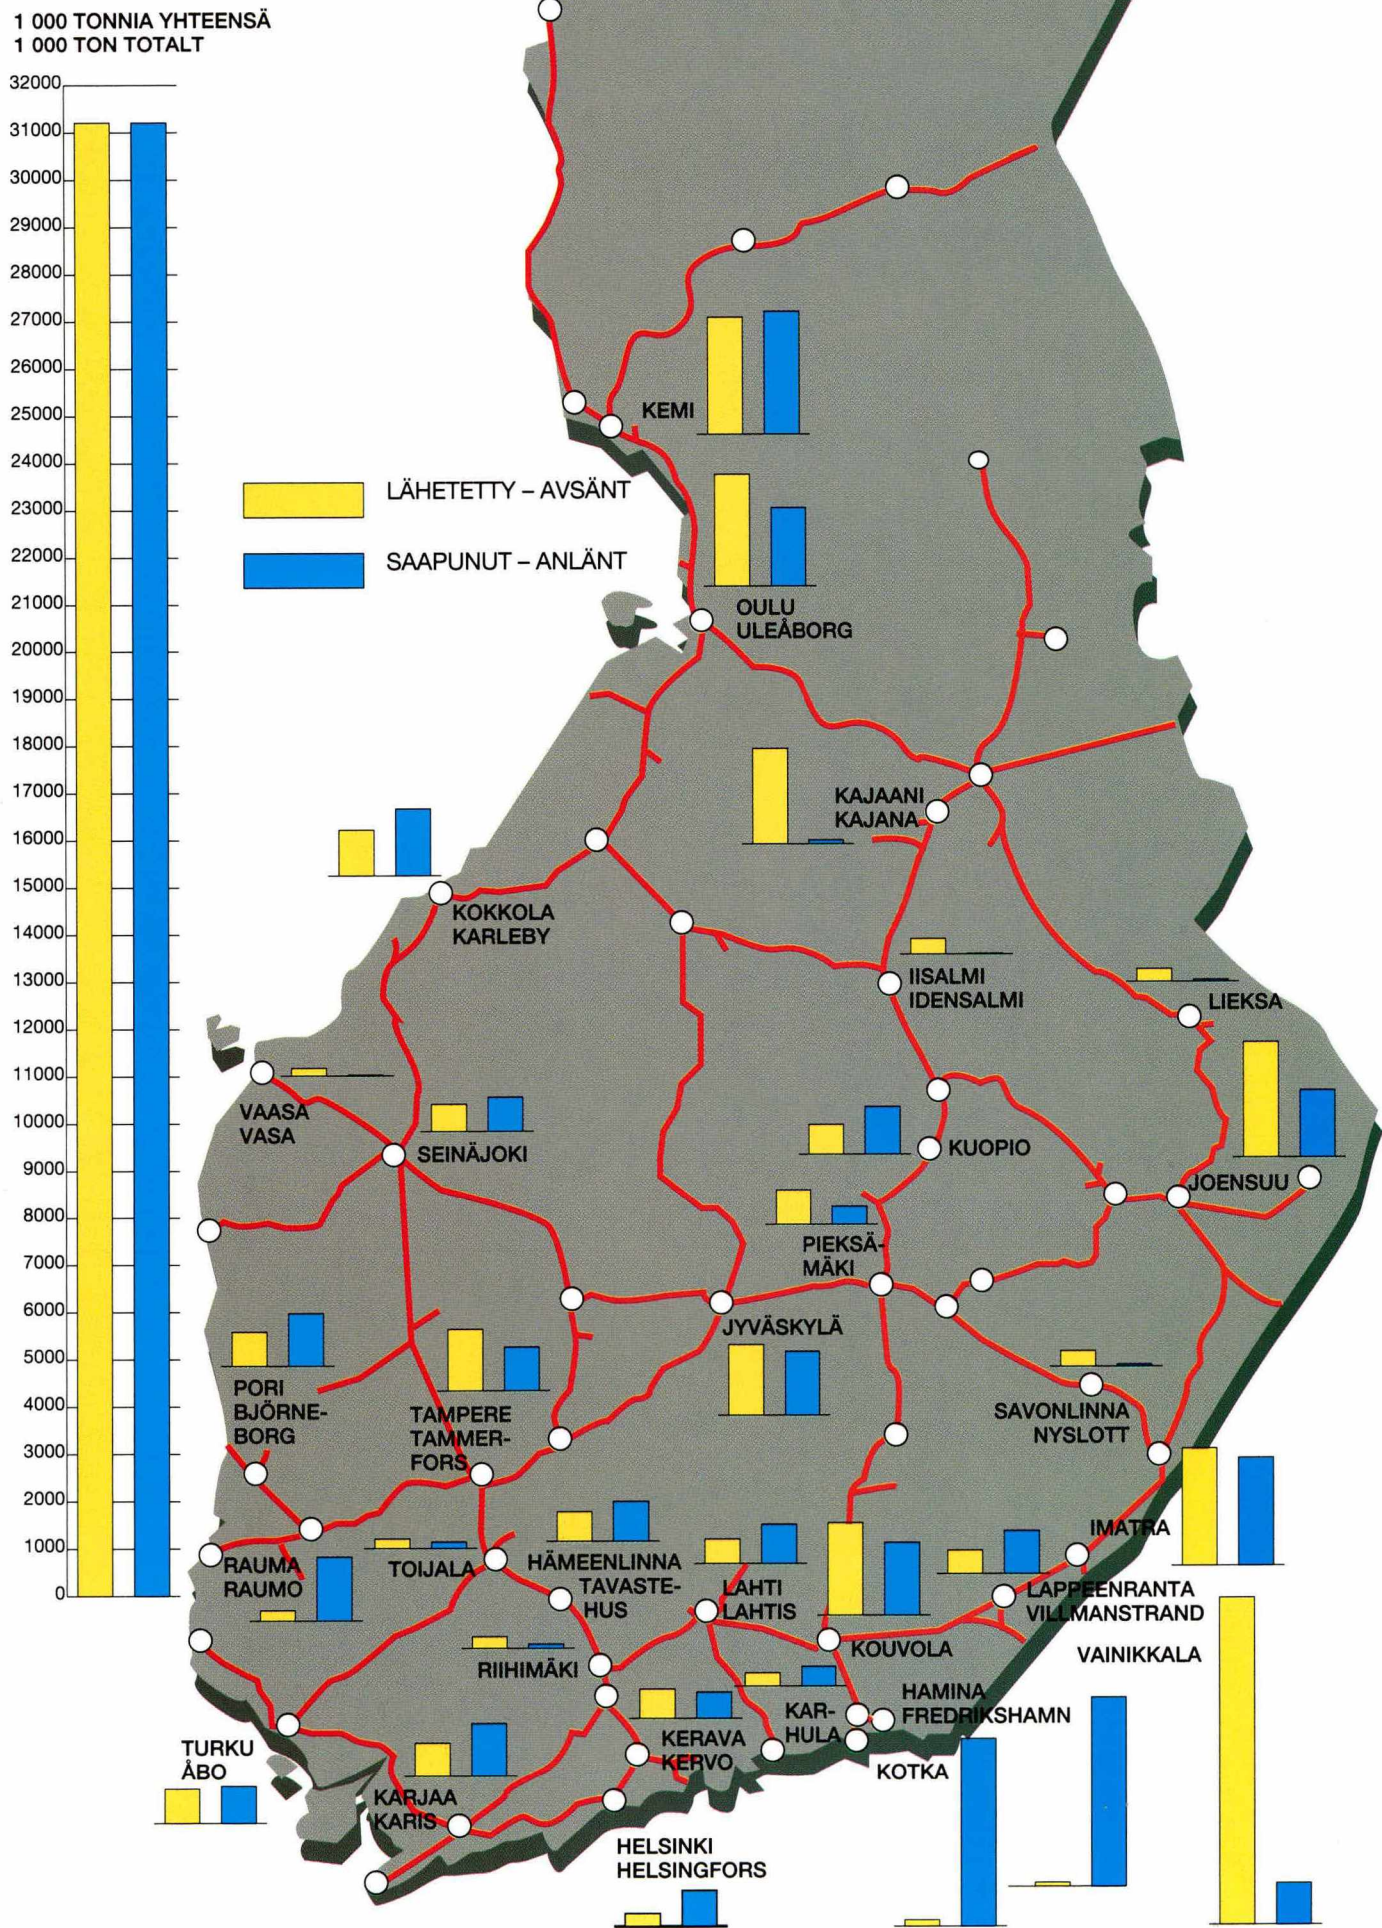 1 000 TONNIA YHTEENSÄ
1 000 TON TOTALT
32000
31000
30000
29000
28000
27000
26000
25000
24000
23000
22000
21000
20000
19000
18000
17000
16000
15000
14000
13000
12000
11000
10000
9000
8000
7000
6000
5000
4000
3000
2000
1000
0
LÄHETETTY – AVSÄNT
SAAPUNUT – ANLÄNT
KEMI
OULU
ULEÅBORG
KAJAANI
KAJANA
KOKKOLA
KARLEBY
IISALMI
IDENSALMI
LIEKSA
VAASA
VASA
SEINÄJOKI
KUOPIO
JOENSUU
PIEKSÄ-
MÄKI
JYVÄSKYLÄ
PORI
BJÖRNE-
BORG
TAMPERE
TAMMER-
FORS
SAVONLINNA
NYSLOTT
IMATRA
RAUMA
RAUMO
TOIJALA
HÄMEENLINNA
TAVASTE-
HUS
LAHTI
LAHTIS
LAPPEENRANTA
VILLMANSTRAND
KOUVOLA
VAINIKKALA
RIIHIMÄKI
KAR-
HULA
HAMINA
FREDRIKSHAMN
KERAVA
KERVO
TURKU
ÅBO
KOTKA
KARJAA
KARIS
HELSINKI
HELSINGFORS